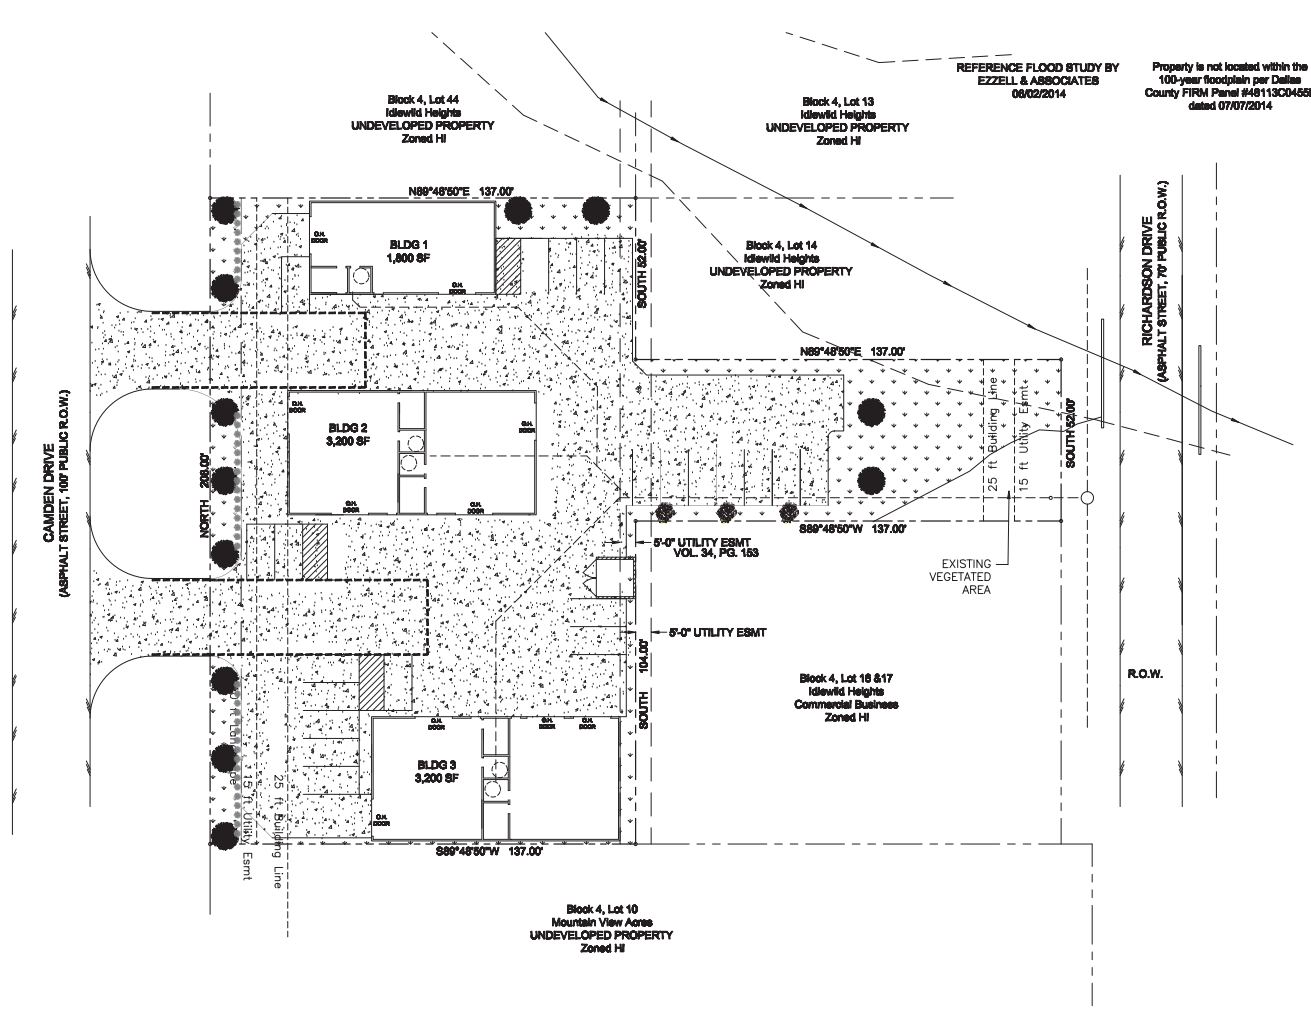 REFERENCE FLOOD STUDY BY
EZZELL & ASSOCIATES
06/02/2014
Property is not located within the
100-year floodplain per Dallas
County FIRM Panel #48113C0455
dated 07/07/2014
Block 4, Lot 44
Idlewild Heights
UNDEVELOPED PROPERTY
Zoned HI
Block 4, Lot 13
Idlewild Heights
UNDEVELOPED PROPERTY
Zoned HI
N89°48'50"E 137.00'
O.H.
DOOR
BLDG 1
1,800 SF
O.H.
DOOR
SOUTH 52.00'
Block 4, Lot 14
Idlewild Heights
UNDEVELOPED PROPERTY
Zoned HI
RICHARDSON DRIVE
(ASPHALT STREET, 70' PUBLIC R.O.W.)
N89°48'50"E 137.00'
25 ft Building Line
15 ft Utility Esmt
SOUTH 52.00'
CAMDEN DRIVE
(ASPHALT STREET, 100' PUBLIC R.O.W.)
NORTH 208.00'
O.H.
DOOR
BLDG 2
3,200 SF
O.H.
DOOR
O.H.
DOOR
O.H.
DOOR
S89°48'50"W 137.00'
5'-0" UTILITY ESMT
VOL. 34, PG. 153
EXISTING
VEGETATED
AREA
5'-0" UTILITY ESMT
SOUTH 104.00'
Block 4, Lot 16 &17
Idlewild Heights
Commercial Business
Zoned HI
R.O.W.
O.H.
DOOR
O.H.
DOOR
O.H.
DOOR
BLDG 3
3,200 SF
O.H.
DOOR
15 ft Utility Esmt
25 ft Building Line
S89°48'50"W 137.00'
Block 4, Lot 10
Mountain View Acres
UNDEVELOPED PROPERTY
Zoned HI